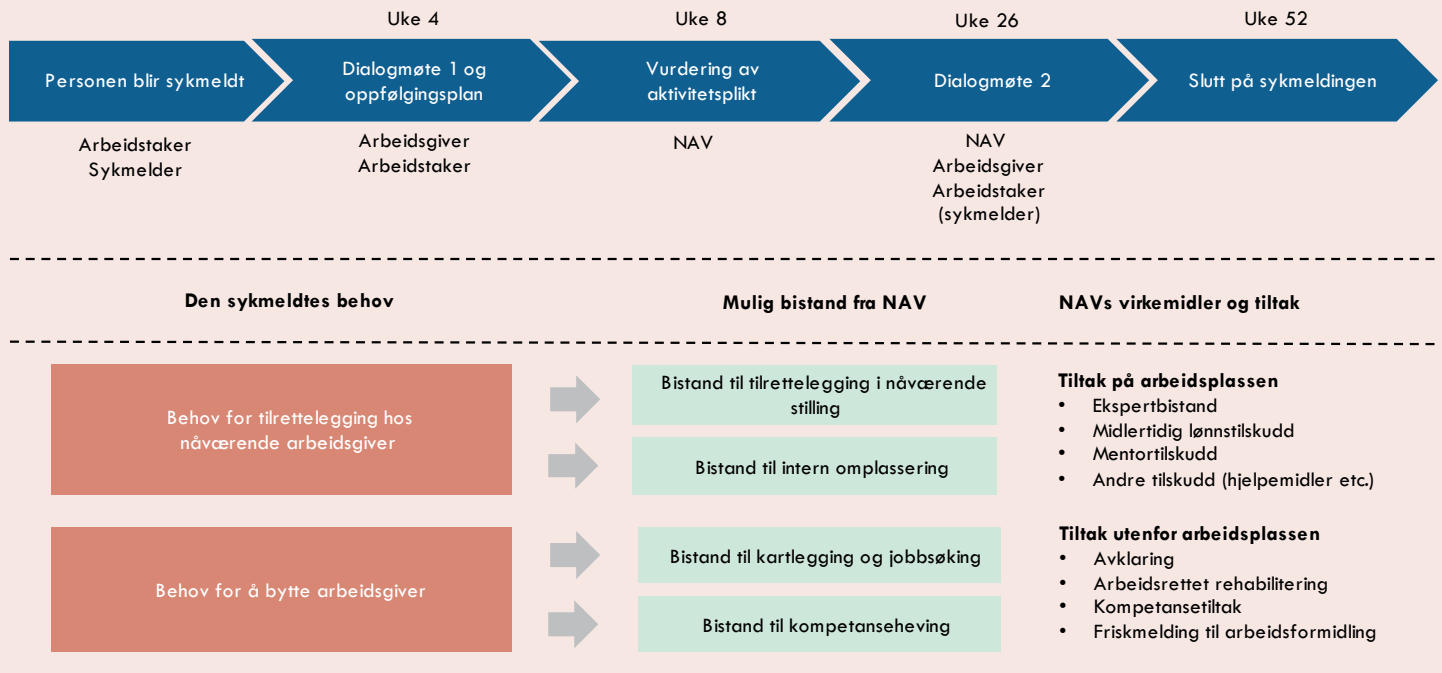 Uke 4
Uke 8
Uke 26
Uke 52
Personen blir sykmeldt
Dialogmøte 1 og
oppfølgingsplan
Vurdering av
aktivitetsplikt
Dialogmøte 2
Slutt på sykmeldingen
Arbeidstaker
Sykmelder
Arbeidsgiver
Arbeidstaker
NAV
NAV
Arbeidsgiver
Arbeidstaker
(sykmelder)
Den sykmeldtes behov
Mulig bistand fra NAV
NAVs virkemidler og tiltak
Behov for tilrettelegging hos
nåværende arbeidsgiver
Bistand til tilrettelegging i nåværende
stilling
Bistand til intern omplassering
Tiltak på arbeidsplassen
• Ekspertbistand
• Midlertidig lønnstilskudd
• Mentortilskudd
• Andre tilskudd (hjelpemidler etc.)
Behov for å bytte arbeidsgiver
Bistand til kartlegging og jobbsøking
Bistand til kompetanseheving
Tiltak utenfor arbeidsplassen
• Avklaring
• Arbeidsrettet rehabilitering
• Kompetansetiltak
• Friskmelding til arbeidsformidling